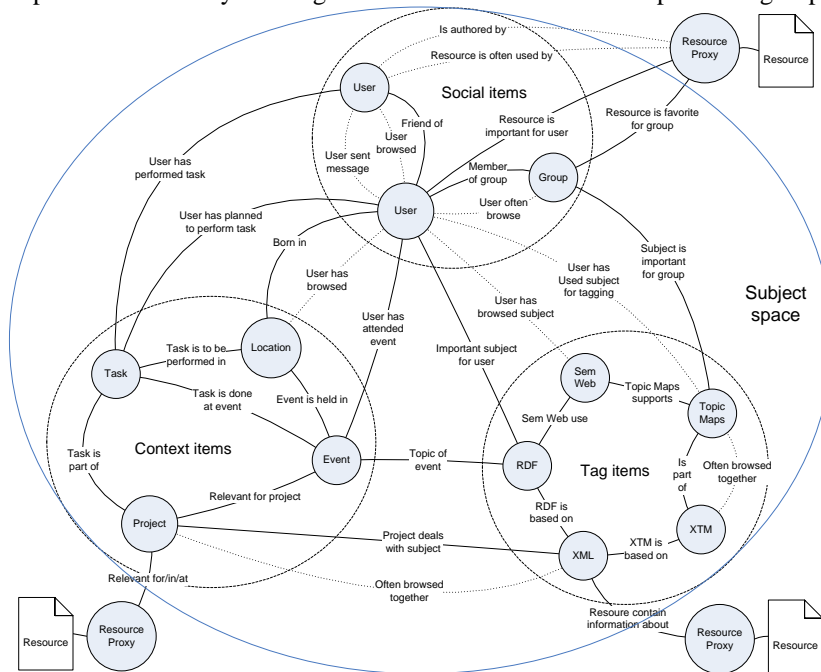 Is authored by
Resource is often used by
Resource
Proxy
Resource
User
Social items
Friend of
User
browsed
User sent
message
Resource is
important for user
Resource is favorite
for group
User has
performed task
Member
of group
Group
User
User often
browse
User has planned
to perform task
Born in
User has
browsed
User has
attended
event
User has
Used subject
for tagging
Subject is
important
for group
User has
browsed subject
Subject
space
Important subject
for user
Task
Task is to be
performed in
Location
Task is done
at event
Event is held in
Sem
Web
Topic Maps
supports
Topic
Maps
Sem Web use
Context items
Task is
part of
Event
Topic of
event
RDF
Tag items
Is
part
of
Often browsed
together
Relevant for project
RDF is
based on
Project
Project deals
with subject
XML
XTM is
based on
XTM
Relevant for/in/at
Often browsed
together
Resoure contain
information about
Resource
Resource
Proxy
Resource
Proxy
Resource